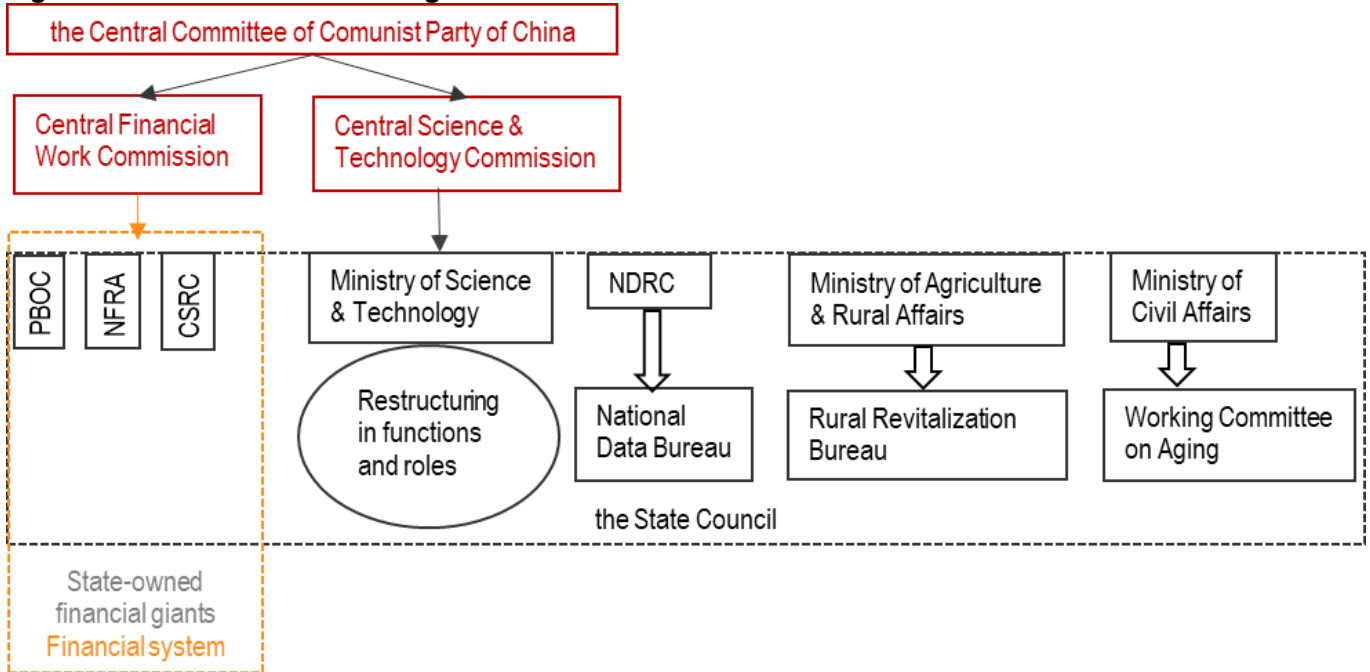 the Central Committee of Comunist Party of China
Central Financial
Work Commission
Central Science &
Technology Commission
PBOC
NFRA
CSRC
Ministry of Science
& Technology
NDRC
Ministry of Agriculture
& Rural Affairs
Ministry of
Civil Affairs
Restructuring
in functions
and roles
National
Data Bureau
Rural Revitalization
Bureau
Working Committee
on Aging
the State Council
State-owned
financial giants
Financial system